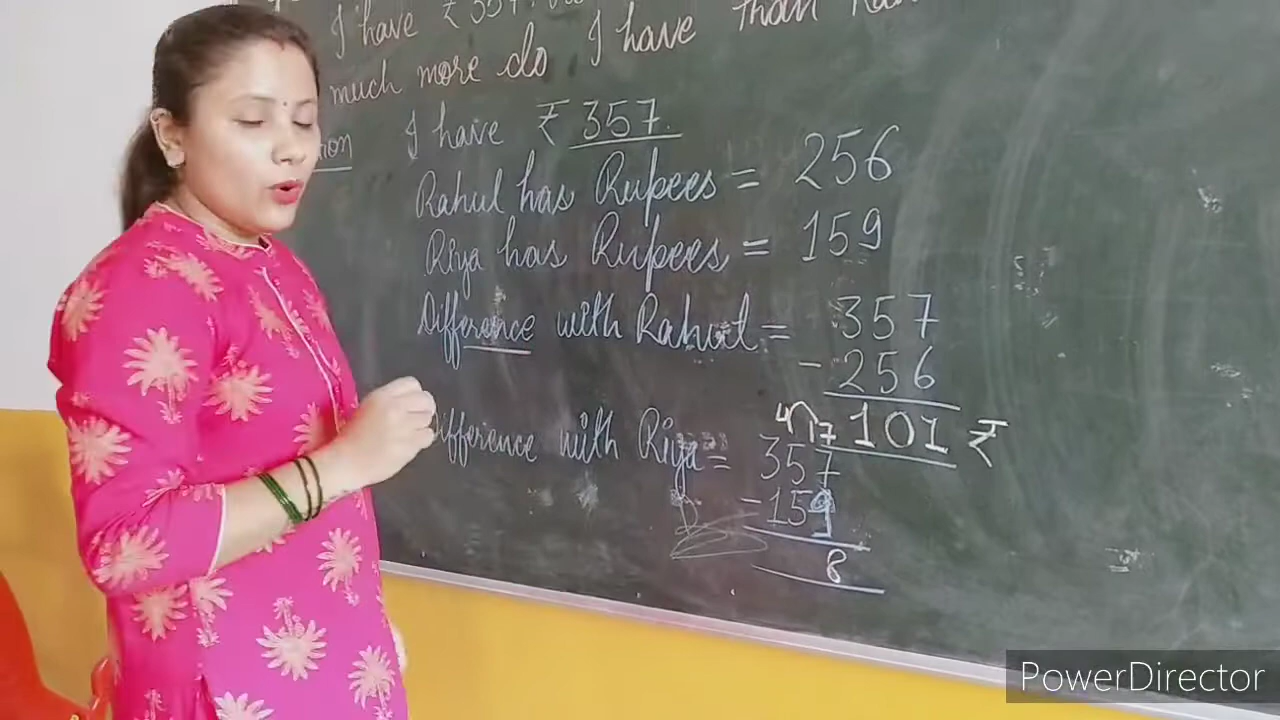 I have ₹ 357.
much more do I have than
I have ₹ 357.
Rahul has Rupees = 256
Riya has Rupees = 159
Difference with Rahul = 357
- 256
101 ₹
Difference with Riya = 357
- 159
8
PowerDirector